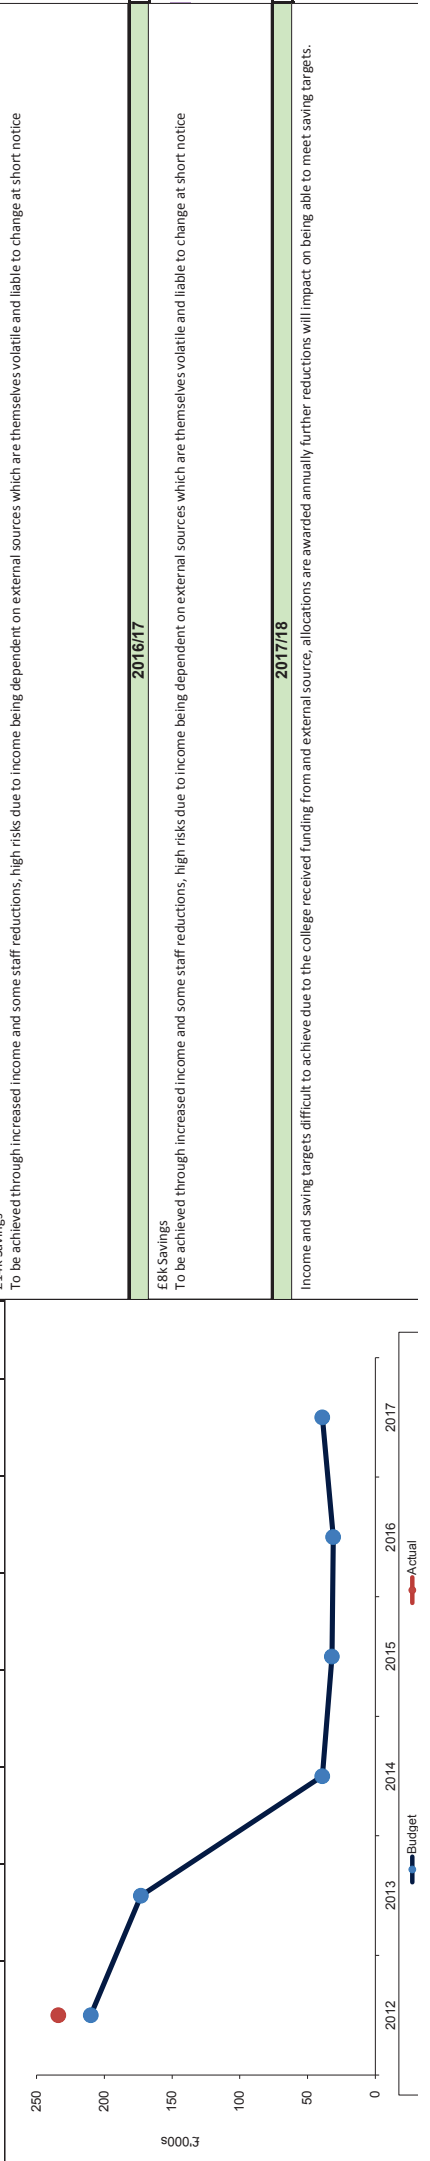 To be achieved through increased income and some staff reductions, high risks due to income being dependent on external sources which are themselves volatile and liable to change at short notice
2016/17
£8k Savings
To be achieved through increased income and some staff reductions, high risks due to income being dependent on external sources which are themselves volatile and liable to change at short notice
2017/18
Income and saving targets difficult to achieve due to the college received funding from and external source, allocations are awarded annually further reductions will impact on being able to meet saving targets.
250
200
150
100
50
0
£'000s
2012 2013 2014 2015 2016 2017
Budget Actual